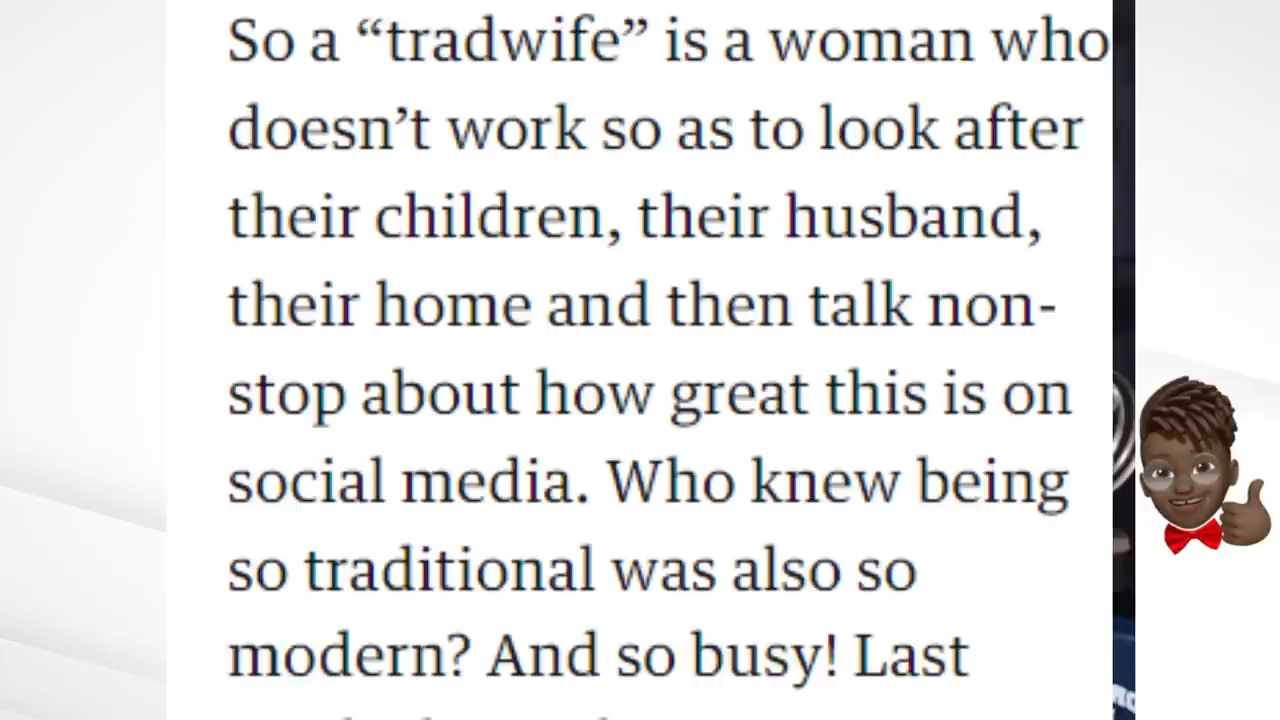 So a “tradwife” is a woman who
doesn’t work so as to look after
their children, their husband,
their home and then talk non-
stop about how great this is on
social media. Who knew being
so traditional was also so
modern? And so busy! Last